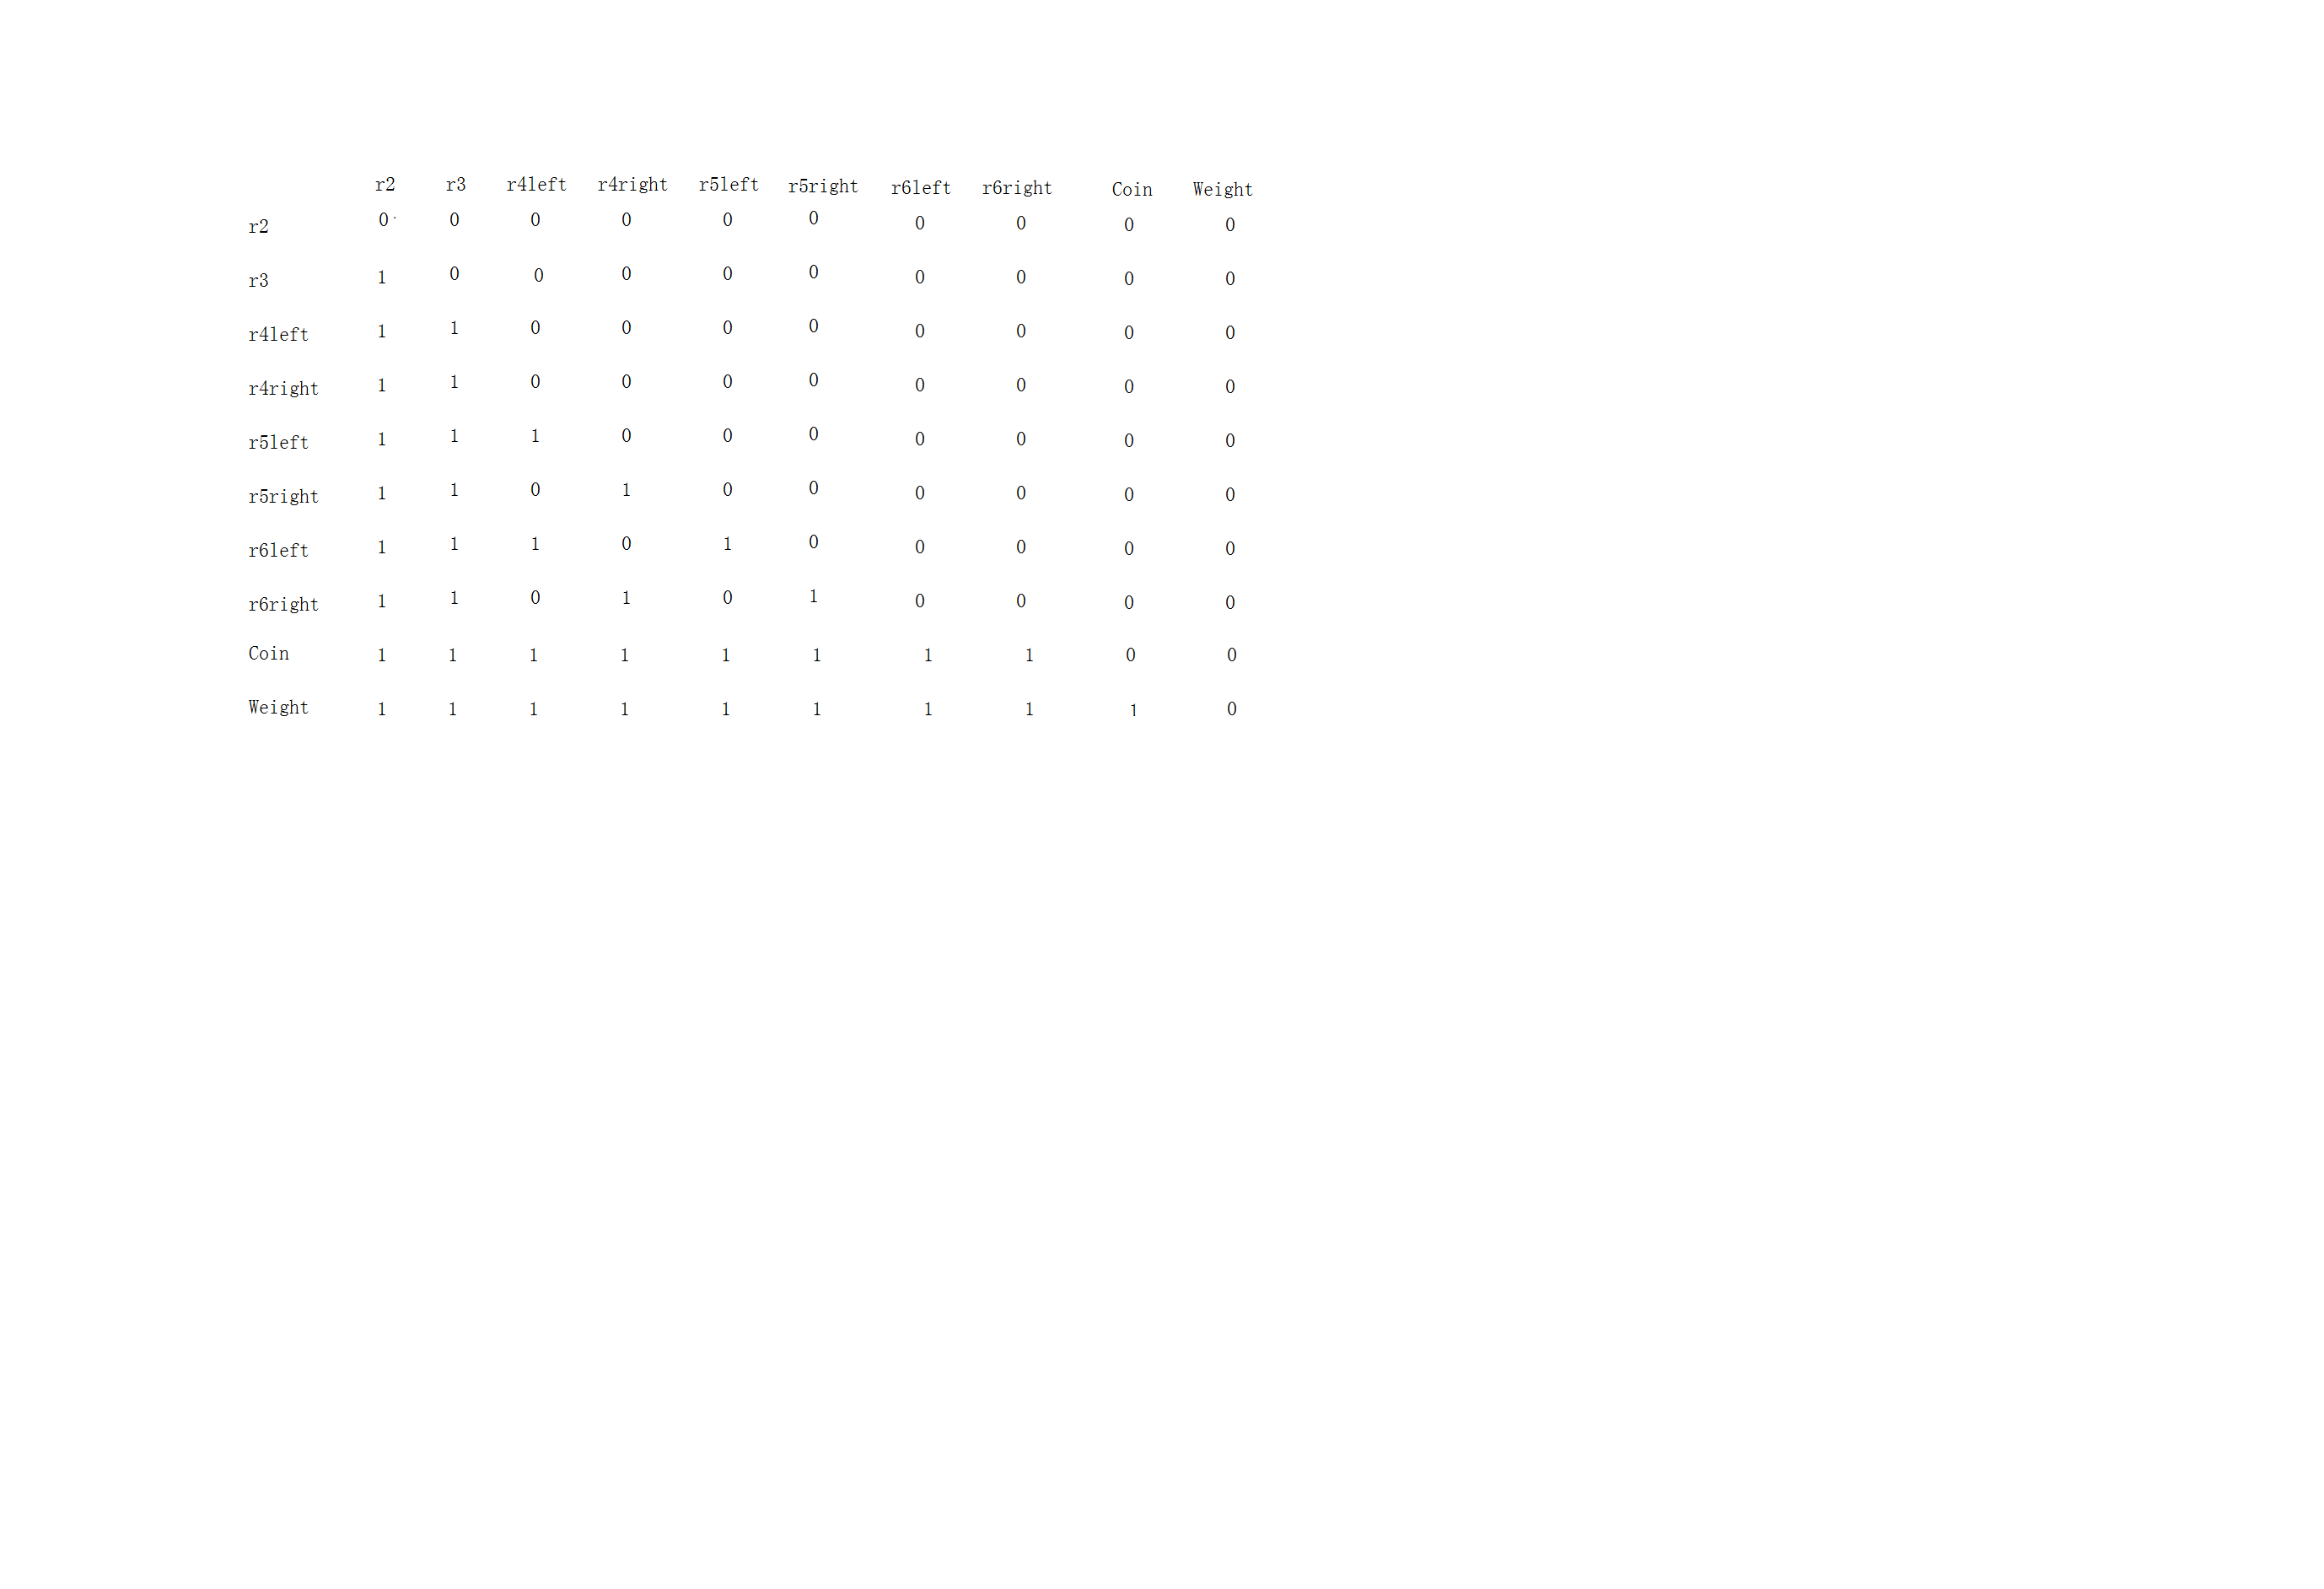 r2 r3 r4left r4right r5left r5right r6left r6right Coin Weight
r2 0 0 0 0 0 0 0 0 0 0
r3 1 0 0 0 0 0 0 0 0 0
r4left 1 1 0 0 0 0 0 0 0 0
r4right 1 1 0 0 0 0 0 0 0 0
r5left 1 1 1 0 0 0 0 0 0 0
r5right 1 1 0 1 0 0 0 0 0 0
r6left 1 1 1 0 1 0 0 0 0 0
r6right 1 1 0 1 0 1 0 0 0 0
Coin 1 1 1 1 1 1 1 1 0 0
Weight 1 1 1 1 1 1 1 1 1 0